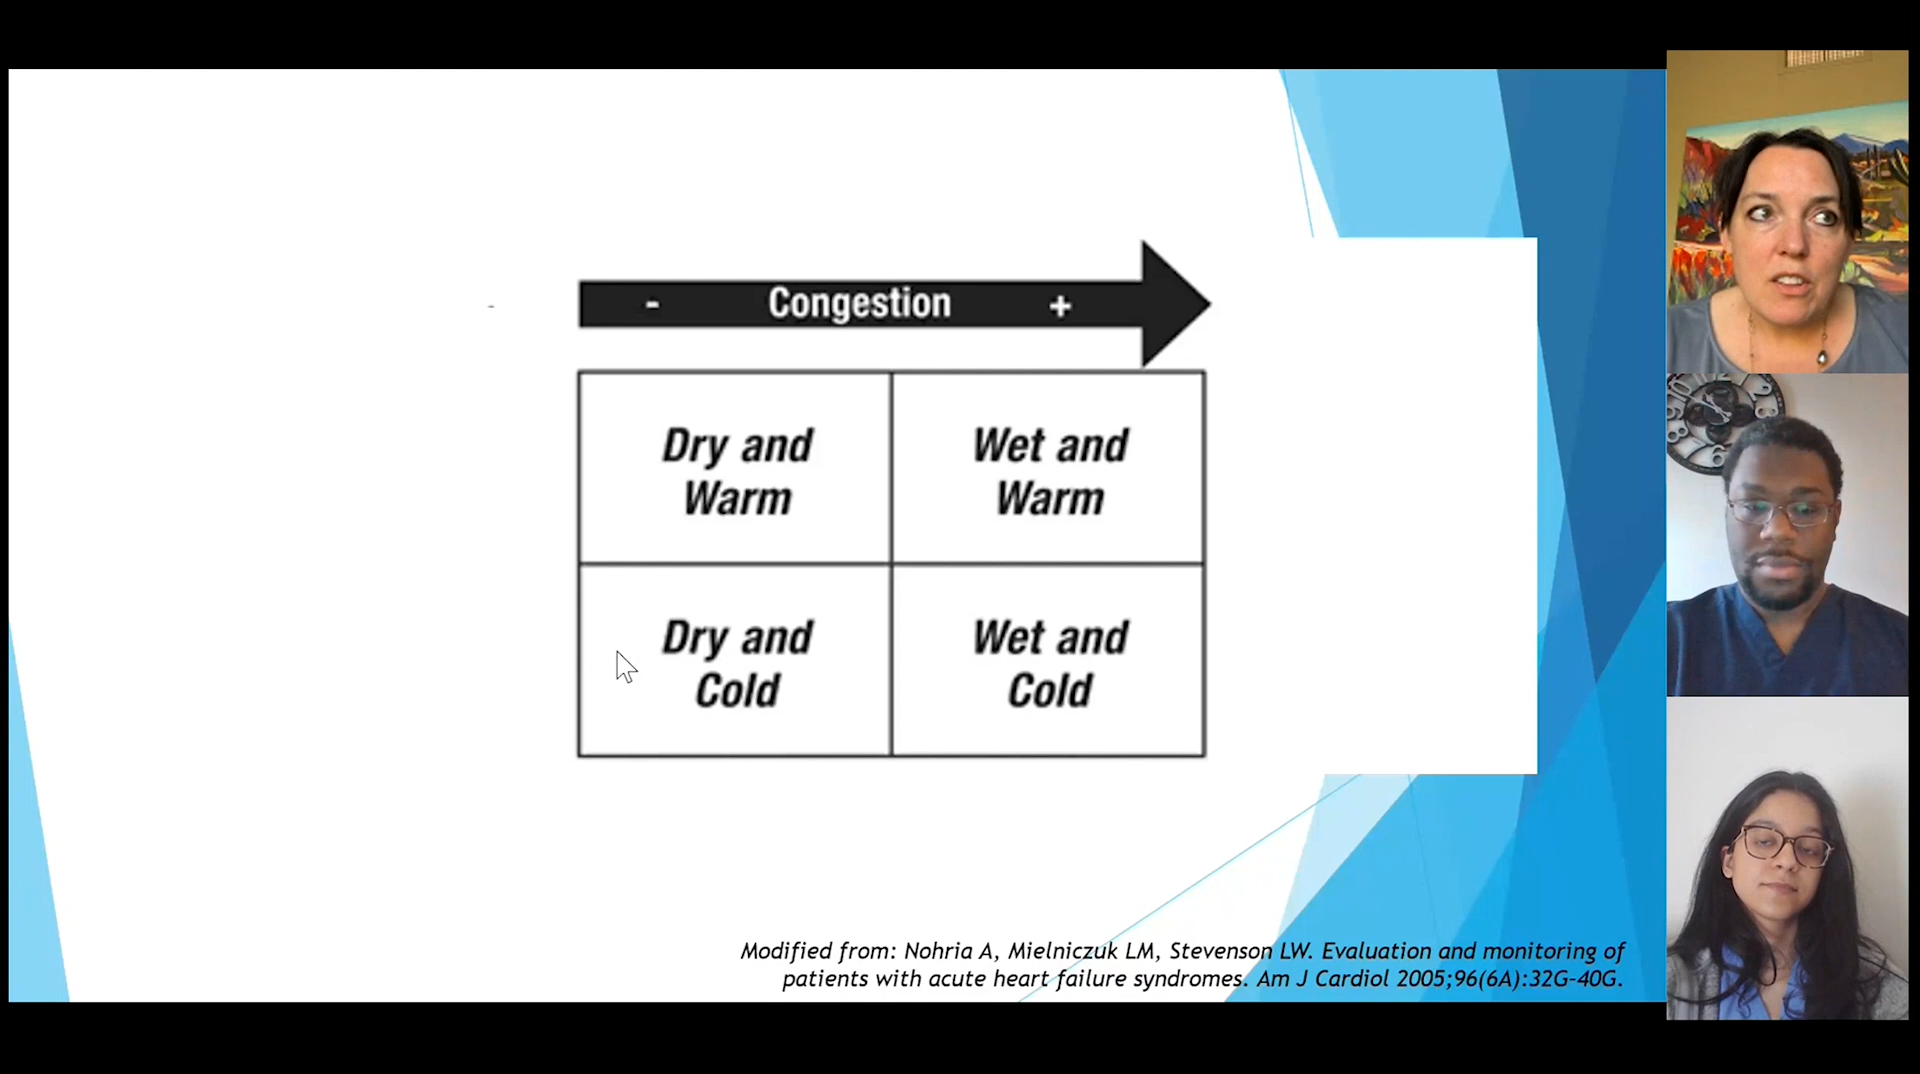 - Congestion +
Dry and
Warm
Wet and
Warm
Dry and
Cold
Wet and
Cold
Modified from: Nohria A, Mielniczuk LM, Stevenson LW. Evaluation and monitoring of
patients with acute heart failure syndromes. Am J Cardiol 2005;96(6A):32G-40G.